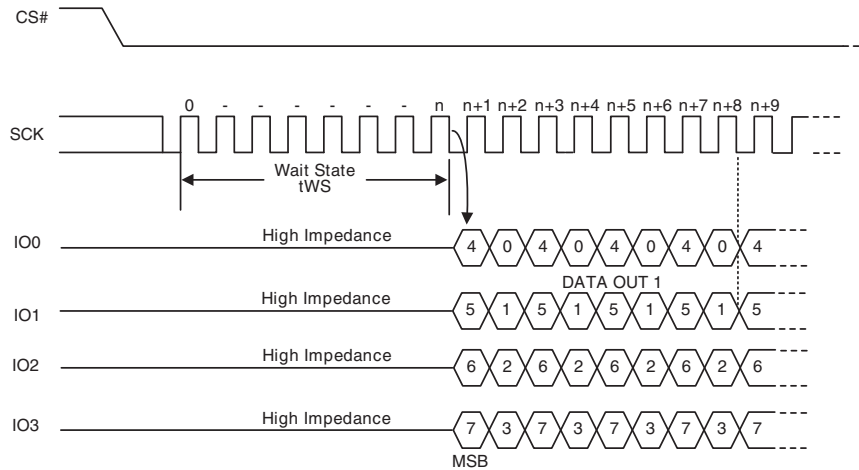 CS#
0 - - - - - - n n+1 n+2 n+3 n+4 n+5 n+6 n+7 n+8 n+9
SCK
Wait State
tWS
IO0 High Impedance 4 0 4 0 4 0 4 0 4
DATA OUT 1
IO1 High Impedance 5 1 5 1 5 1 5 1 5
IO2 High Impedance 6 2 6 2 6 2 6 2 6
IO3 High Impedance 7 3 7 3 7 3 7 3 7
MSB